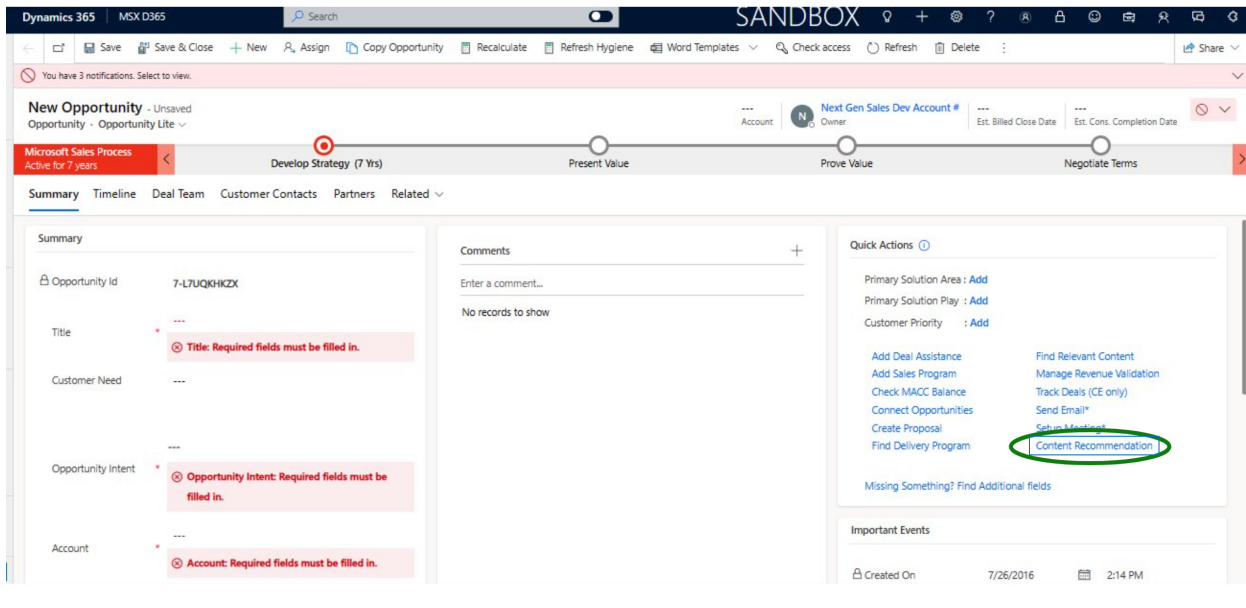 Dynamics 365 MSX D365 Search SANDBOX
Save Save & Close New Assign Copy Opportunity Recalculate Refresh Hygiene Word Templates Check access Refresh Delete Share
You have 3 notifications. Select to view.
New Opportunity - Unsaved
Opportunity · Opportunity Lite
---
Account
N
Next Gen Sales Dev Account #
Owner
---
Est. Billed Close Date
---
Est. Cons. Completion Date
Microsoft Sales Process
Active for 7 years
Develop Strategy (7 Yrs)
Present Value
Prove Value
Negotiate Terms
Summary Timeline Deal Team Customer Contacts Partners Related
Summary
Opportunity Id 7-L7UQKHKZX
---
Title *
Title: Required fields must be filled in.
Customer Need ---
---
Opportunity Intent *
Opportunity Intent: Required fields must be
filled in.
---
Account *
Account: Required fields must be filled in.
Comments
Enter a comment...
No records to show
Quick Actions
Primary Solution Area : Add
Primary Solution Play : Add
Customer Priority : Add
Add Deal Assistance
Add Sales Program
Check MACC Balance
Connect Opportunities
Create Proposal
Find Delivery Program
Find Relevant Content
Manage Revenue Validation
Track Deals (CE only)
Send Email*
Setup Meeting*
Content Recommendation
Missing Something? Find Additional fields
Important Events
Created On 7/26/2016 2:14 PM